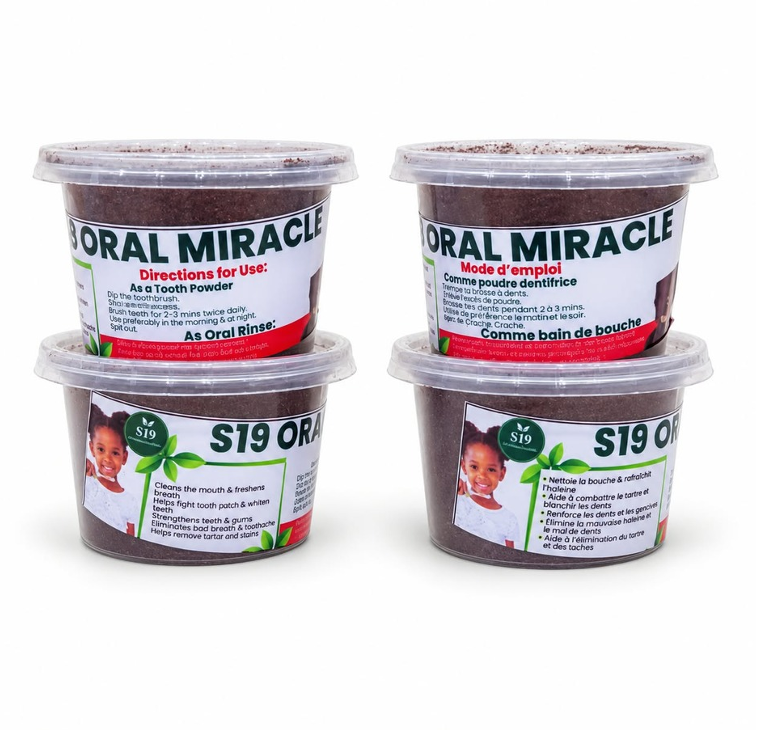 B ORAL MIRACLE
Directions for Use:
As a Tooth Powder
Dip the toothbrush.
Brush teeth for 2-3 mins twice daily.
Use preferably in the morning & at night.
Spit out.
As Oral Rinse:
ORAL MIRACLE
Mode d'emploi
Comme poudre dentifrice
Trempe ta brosse à dents.
Enlève l'excés de poudre.
Brosse tes dents pendant 2 à 3 mins.
Utilise de préférence le matinet le soir.
Crache. Crache.
Comme bain de bouche
S19
S19 ORA
Cleans the mouth & freshens
breath
Helps fight tooth patch & whiten
teeth
Strengthens teeth & gums
Eliminates bad breath & toothache
Helps remove tartar and stains
S19
S19 OR
• Nettoie la bouche & rafraîchit
l'haleine
• Aide à combattre le tartre et
blanchir les dents
• Renforce les dents et les gencives
• Élimine la mauvaise haleine et
le mal de dents
• Aide à l'élimination du tartre
et des taches